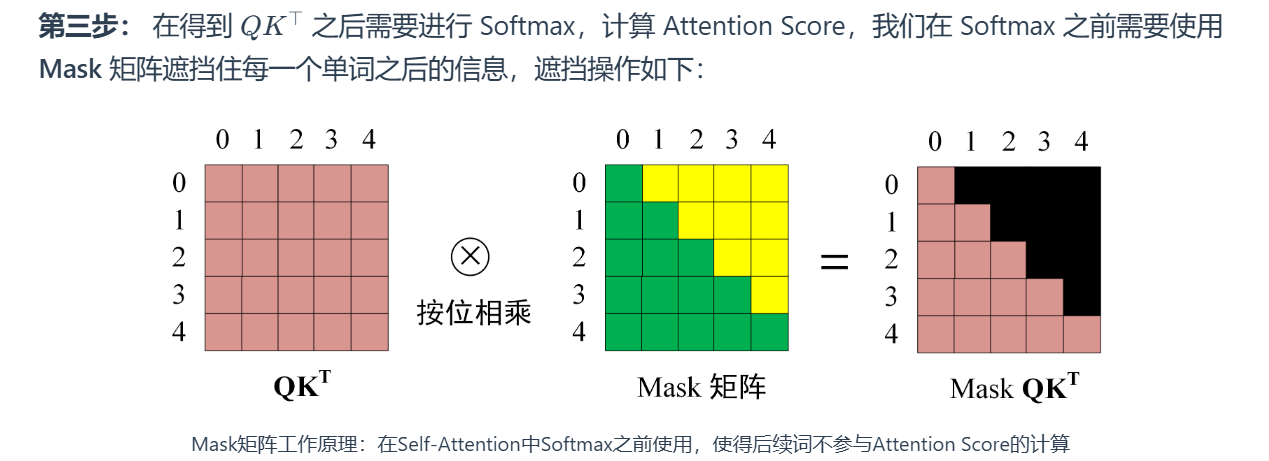 第三步： 在得到 QK⊤ 之后需要进行 Softmax，计算 Attention Score，我们在 Softmax 之前需要使用
Mask 矩阵遮挡住每一个单词之后的信息，遮挡操作如下：
0 1 2 3 4
0
1
2
3
4
QKᵀ
按位相乘
0 1 2 3 4
0
1
2
3
4
Mask 矩阵
=
0 1 2 3 4
0
1
2
3
4
Mask QKᵀ
Mask矩阵工作原理：在Self-Attention中Softmax之前使用，使得后续词不参与Attention Score的计算